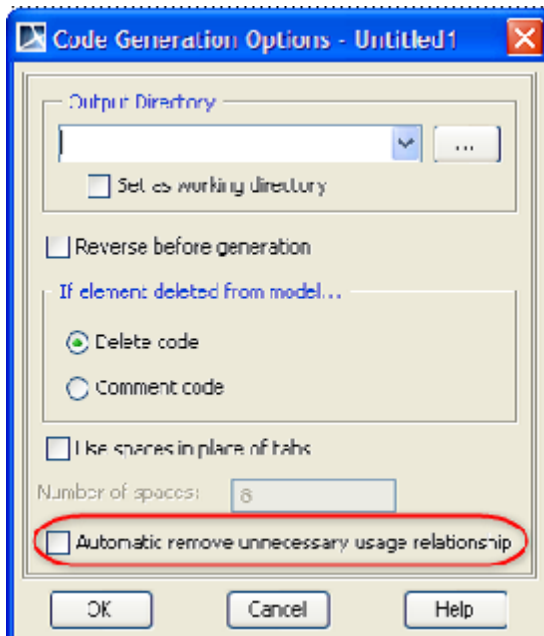 Code Generation Options - Untitled1
Output Directory
...
Set as working directory
Reverse before generation
If element deleted from model...
Delete code
Comment code
Use spaces in place of tabs
Number of spaces: 8
Automatic remove unnecessary usage relationship
OK Cancel Help